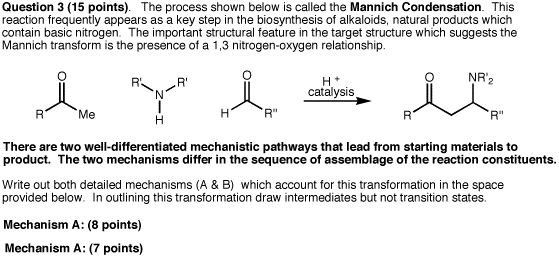 Question 3 (15 points). The process shown below is called the Mannich Condensation. This
reaction frequently appears as a key step in the biosynthesis of alkaloids, natural products which
contain basic nitrogen. The important structural feature in the target structure which suggests the
Mannich transform is the presence of a 1,3 nitrogen-oxygen relationship.
O R Me
R' N R' H
O H R"
H +
catalysis
O NR'2 R R"
There are two well-differentiated mechanistic pathways that lead from starting materials to
product. The two mechanisms differ in the sequence of assemblage of the reaction constituents.
Write out both detailed mechanisms (A & B) which account for this transformation in the space
provided below. In outlining this transformation draw intermediates but not transition states.
Mechanism A: (8 points)
Mechanism A: (7 points)